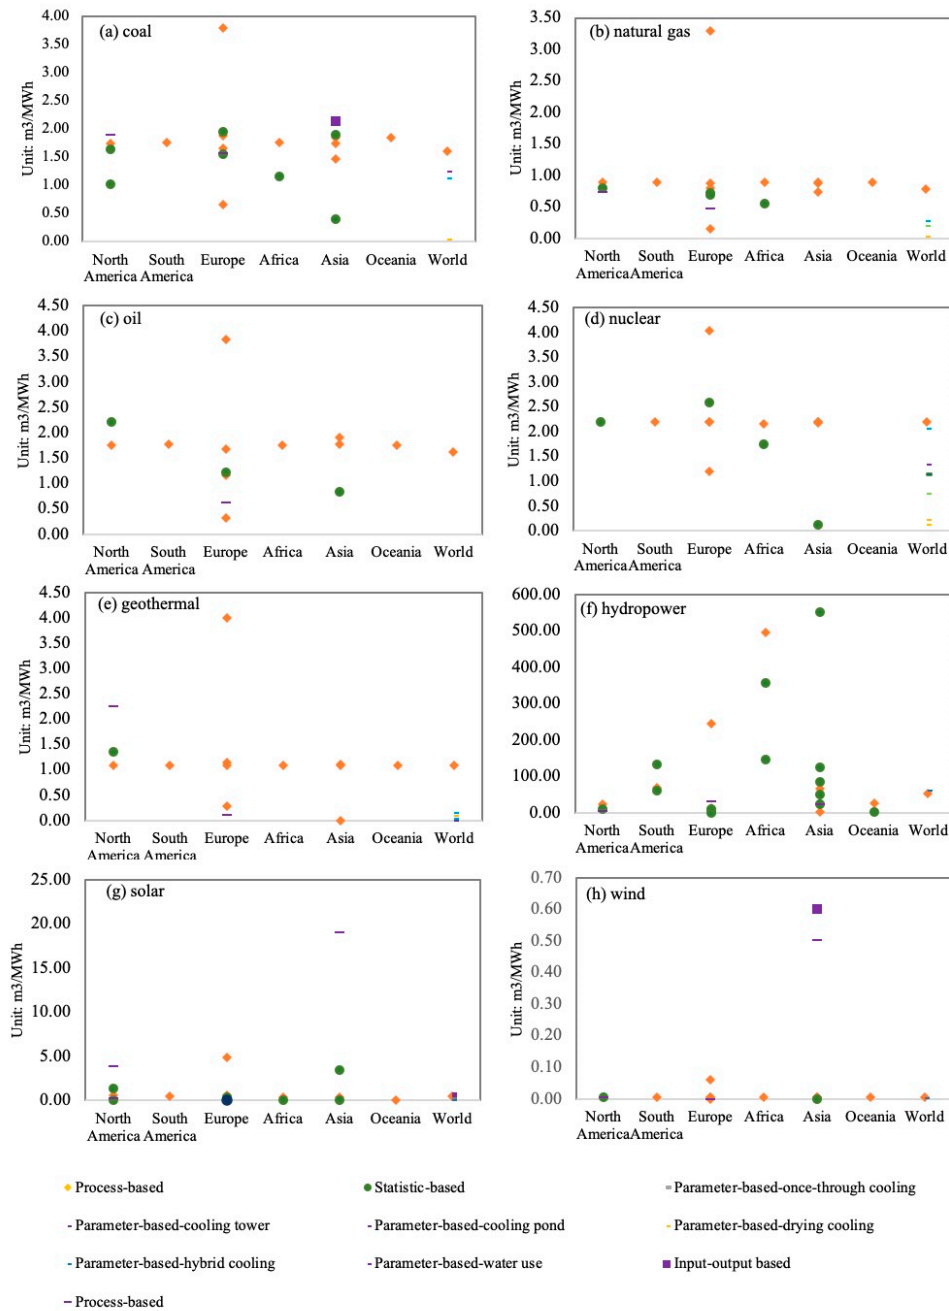 (a) coal
Unit: m3/MWh
4.00
3.50
3.00
2.50
2.00
1.50
1.00
0.50
0.00
North America
South America
Europe
Africa
Asia
Oceania
World
(b) natural gas
Unit: m3/MWh
3.50
3.00
2.50
2.00
1.50
1.00
0.50
0.00
North America
South America
Europe
Africa
Asia
Oceania
World
(c) oil
Unit: m3/MWh
4.50
4.00
3.50
3.00
2.50
2.00
1.50
1.00
0.50
0.00
North America
South America
Europe
Africa
Asia
Oceania
World
(d) nuclear
Unit: m3/MWh
4.50
4.00
3.50
3.00
2.50
2.00
1.50
1.00
0.50
0.00
North America
South America
Europe
Africa
Asia
Oceania
World
(e) geothermal
Unit: m3/MWh
4.50
4.00
3.50
3.00
2.50
2.00
1.50
1.00
0.50
0.00
North America
South America
Europe
Africa
Asia
Oceania
World
(f) hydropower
Unit: m3/MWh
600.00
500.00
400.00
300.00
200.00
100.00
0.00
North America
South America
Europe
Africa
Asia
Oceania
World
(g) solar
Unit: m3/MWh
25.00
20.00
15.00
10.00
5.00
0.00
North America
South America
Europe
Africa
Asia
Oceania
World
(h) wind
Unit: m3/MWh
0.70
0.60
0.50
0.40
0.30
0.20
0.10
0.00
North America
South America
Europe
Africa
Asia
Oceania
World
Process-based
Statistic-based
Parameter-based-once-through cooling
Parameter-based-cooling tower
Parameter-based-cooling pond
Parameter-based-drying cooling
Parameter-based-hybrid cooling
Parameter-based-water use
Input-output based
Process-based